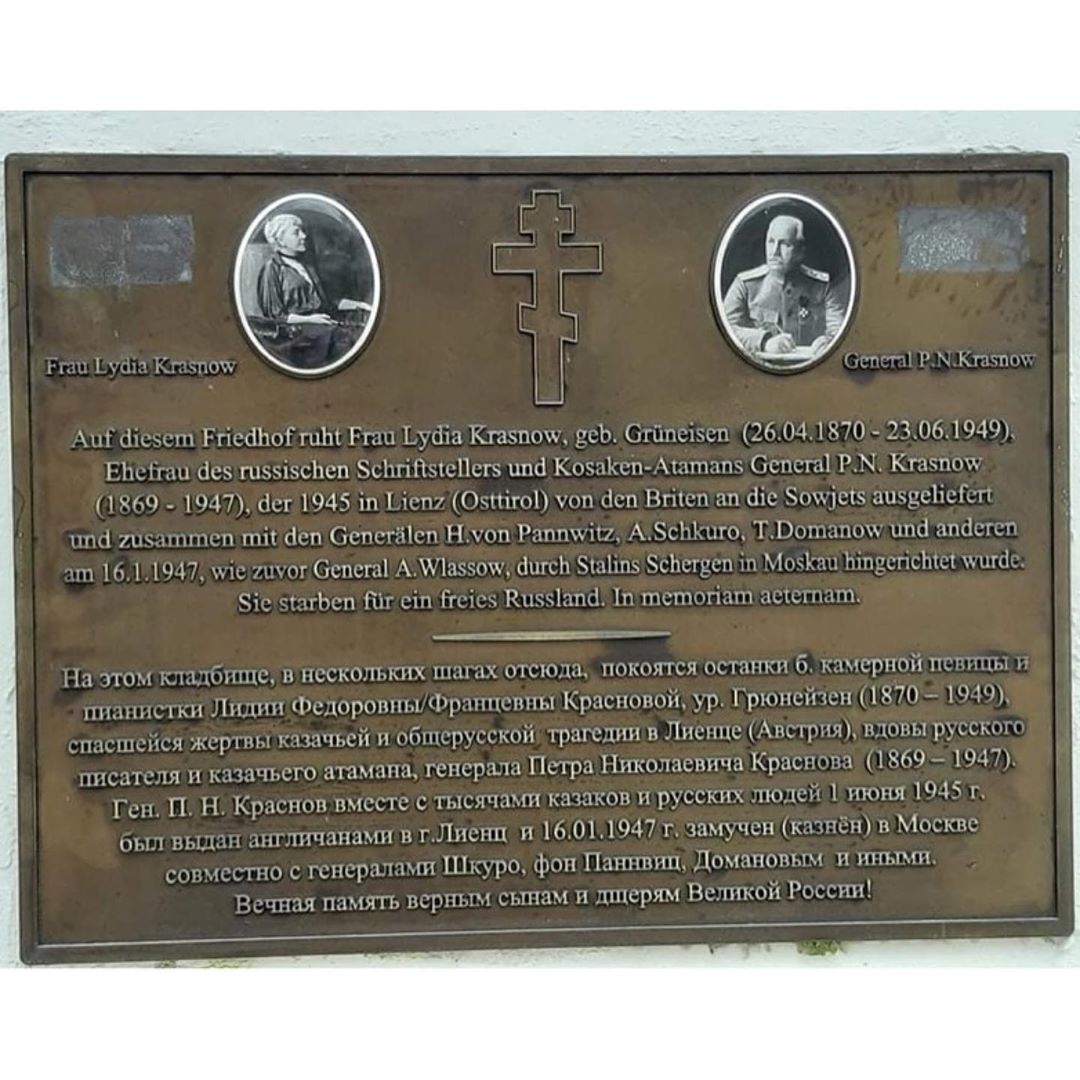 Frau Lydia Krasnow
General P.N.Krasnow
Auf diesem Friedhof ruht Frau Lydia Krasnow, geb. Grüneisen (26.04.1870 - 23.06.1949),
Ehefrau des russischen Schriftstellers und Kosaken-Atamans General P.N. Krasnow
(1869 - 1947), der 1945 in Lienz (Osttirol) von den Briten an die Sowjets ausgeliefert
und zusammen mit den Generälen H.von Pannwitz, A.Schkuro, T.Domanow und anderen
am 16.1.1947, wie zuvor General A.Wlassow, durch Stalins Schergen in Moskau hingerichtet wurde.
Sie starben für ein freies Russland. In memoriam aeternam.
На этом кладбище, в нескольких шагах отсюда, покоятся останки б. камерной певицы и
пианистки Лидии Федоровны/Францевны Красновой, ур. Грюнейзен (1870 – 1949),
спасшейся жертвы казачьей и общерусской трагедии в Лиенце (Австрия), вдовы русского
писателя и казачьего атамана, генерала Петра Николаевича Краснова (1869 – 1947).
Ген. П. Н. Краснов вместе с тысячами казаков и русских людей 1 июня 1945 г.
был выдан англичанами в г.Лиенц и 16.01.1947 г. замучен (казнён) в Москве
совместно с генералами Шкуро, фон Паннвиц, Домановым и иными.
Вечная память верным сынам и дщерям Великой России!